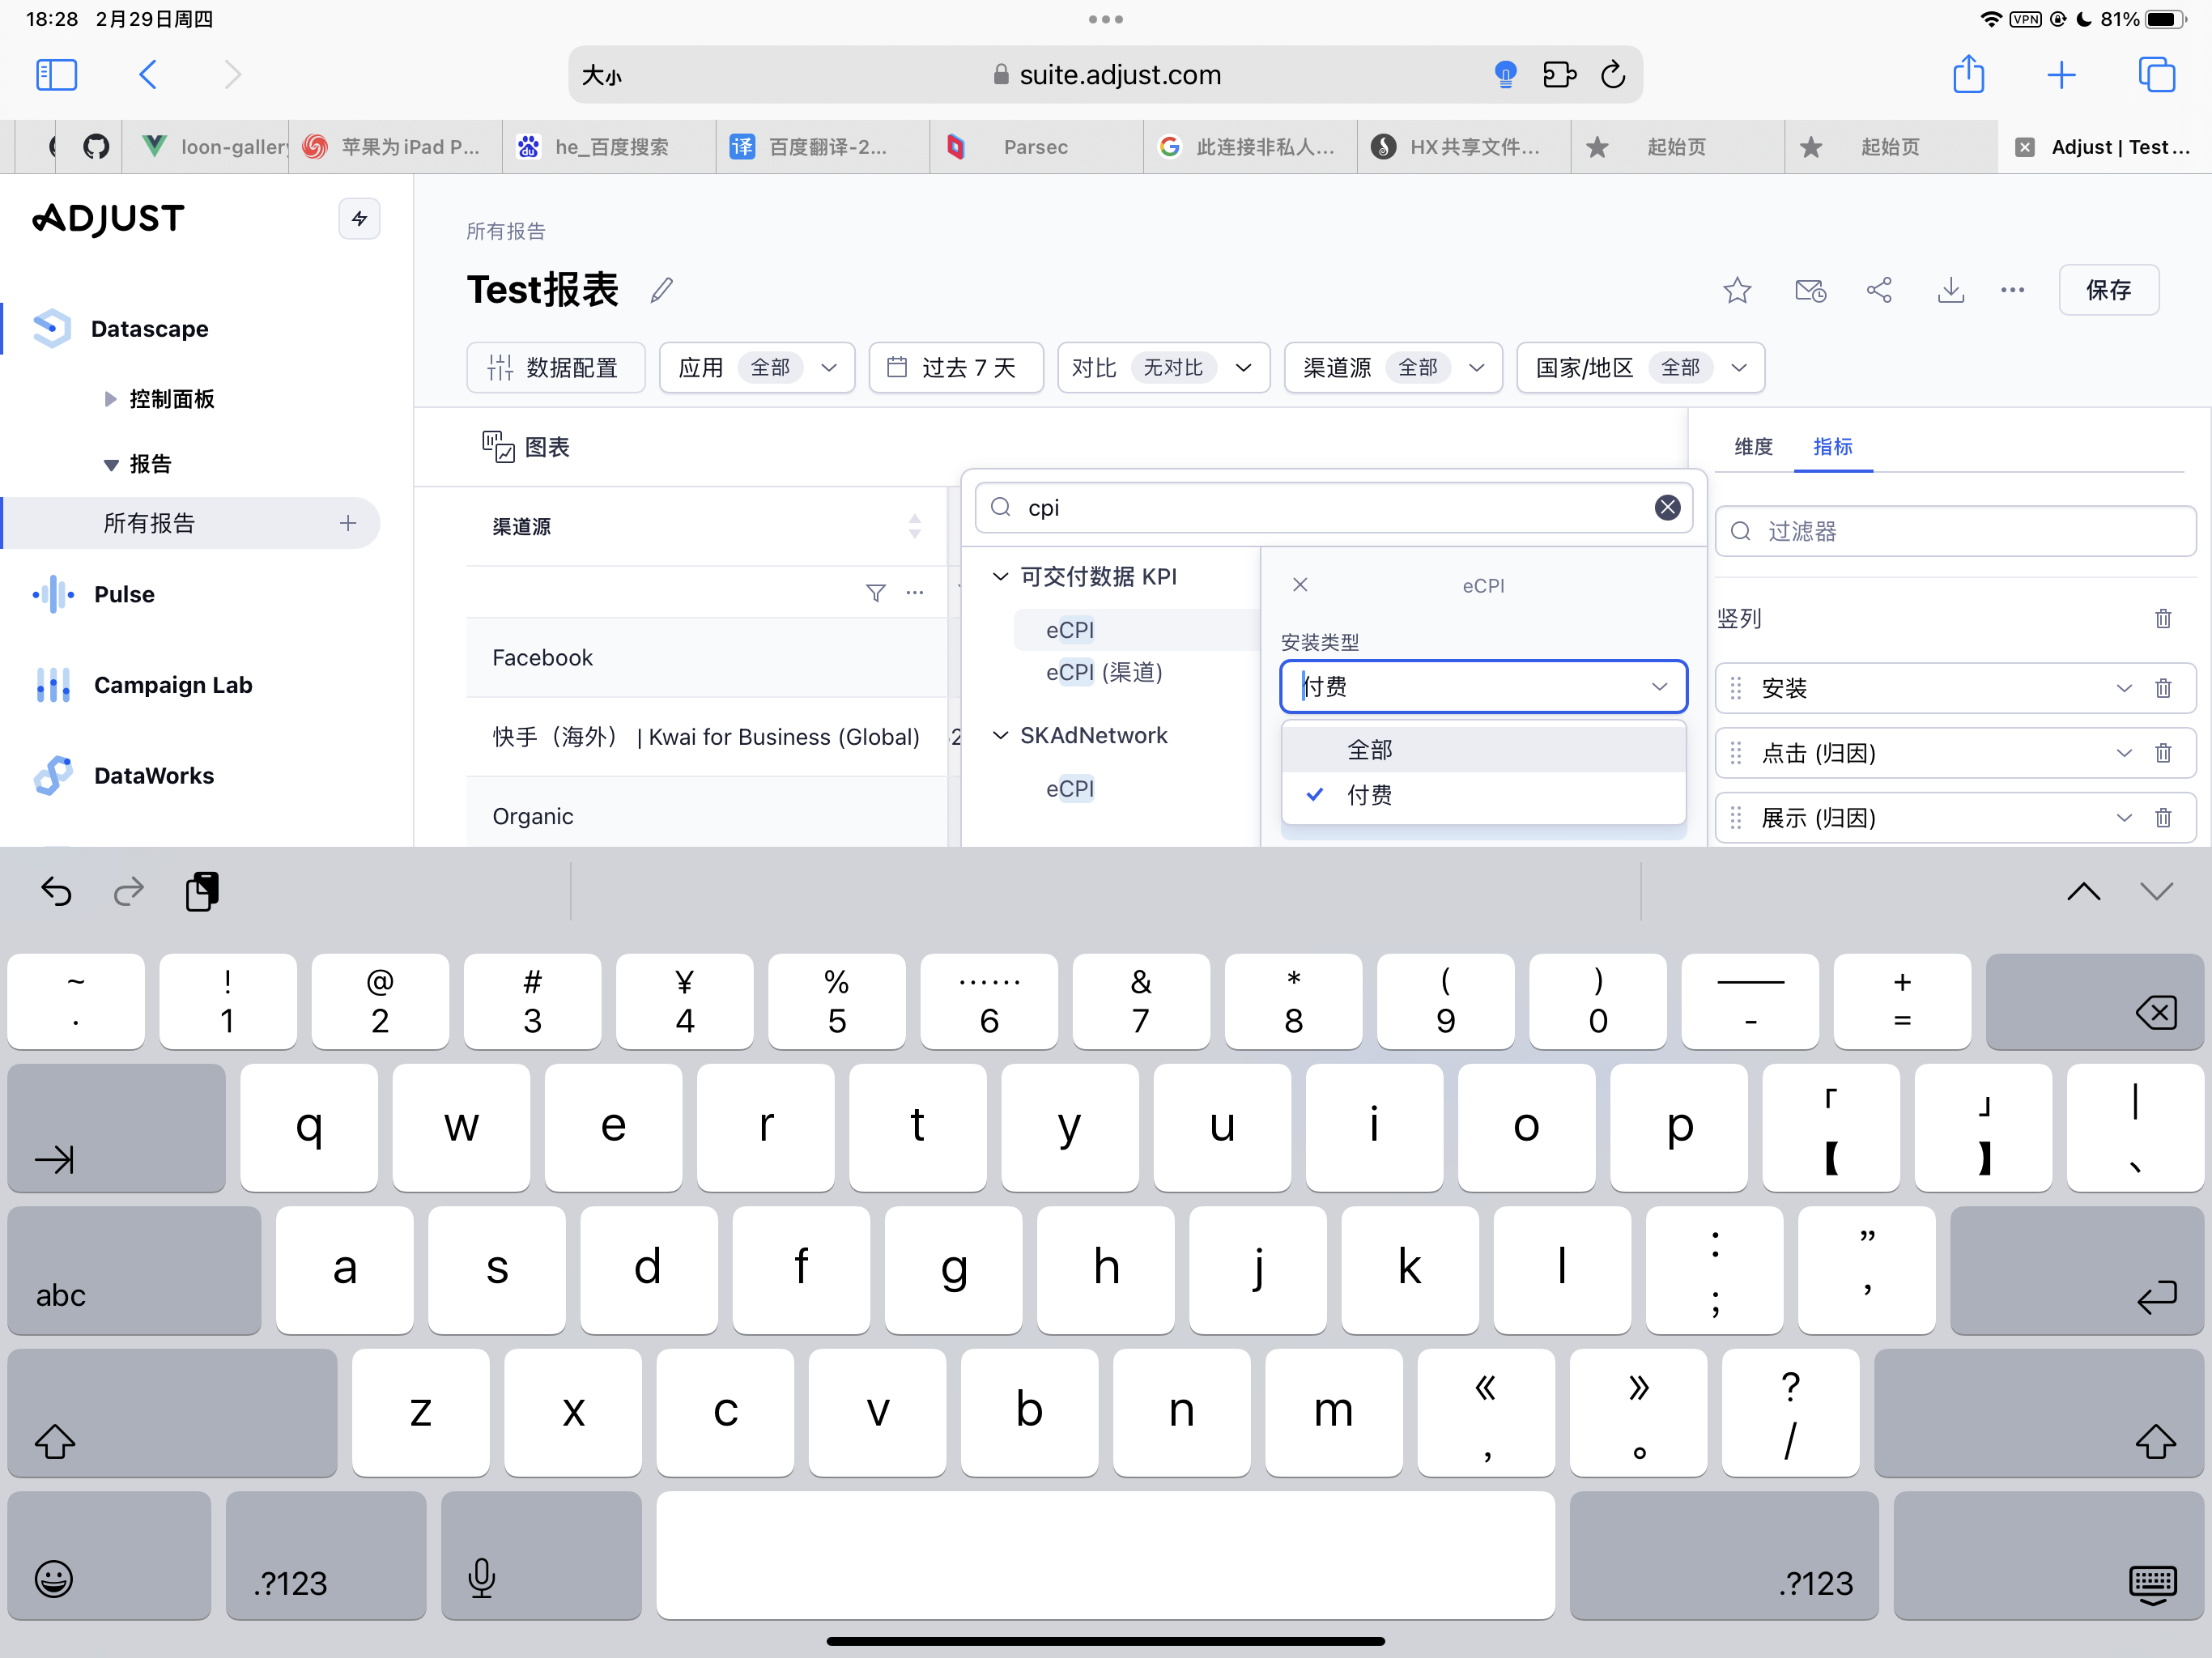 18:28 2月29日周四
VPN 81%
大小
suite.adjust.com
loon-gallery
苹果为iPad P...
he_百度搜索
译 百度翻译-2...
Parsec
此连接非私人...
HX共享文件...
起始页
起始页
Adjust | Test ...
ADJUST
Datascape
控制面板
报告
所有报告
Pulse
Campaign Lab
DataWorks
所有报告
Test报表
保存
数据配置
应用 全部
过去 7 天
对比 无对比
渠道源 全部
国家/地区 全部
图表
渠道源
Facebook
快手（海外） | Kwai for Business (Global)
Organic
cpi
可交付数据 KPI
eCPI
eCPI (渠道)
SKAdNetwork
eCPI
eCPI
安装类型
付费
全部
付费
维度 指标
过滤器
竖列
安装
点击 (归因)
展示 (归因)
~ ! @ # ¥ % …… & * ( ) —— +
· 1 2 3 4 5 6 7 8 9 0 - =
q w e r t y u i o p 「 」 |
【 】 、
abc a s d f g h j k l : ”
; ’
z x c v b n m 《 》 ?
, 。 /
.?123 .?123